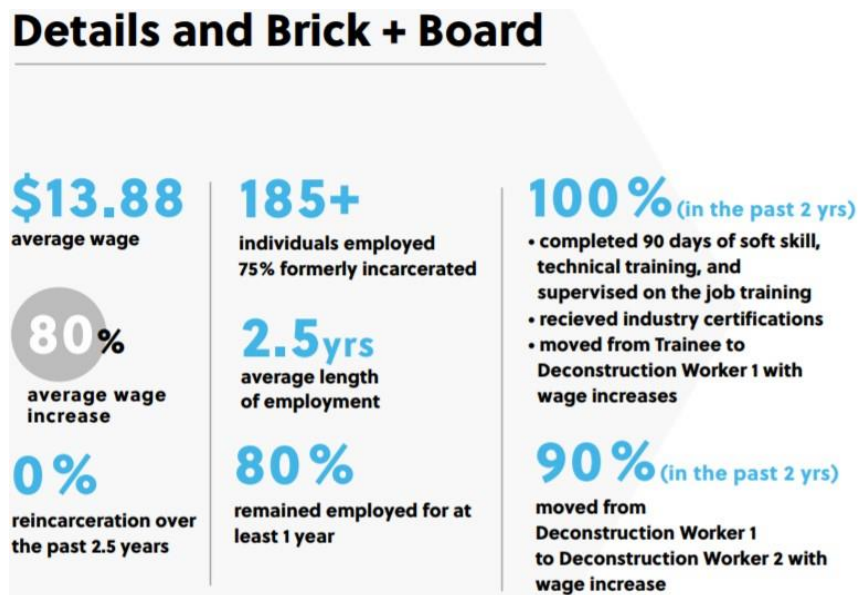 Details and Brick + Board
$13.88
average wage
80%
average wage
increase
0%
reincarceration over
the past 2.5 years
185+
individuals employed
75% formerly incarcerated
2.5yrs
average length
of employment
80%
remained employed for at
least 1 year
100% (in the past 2 yrs)
• completed 90 days of soft skill,
technical training, and
supervised on the job training
• recieved industry certifications
• moved from Trainee to
Deconstruction Worker 1 with
wage increases
90% (in the past 2 yrs)
moved from
Deconstruction Worker 1
to Deconstruction Worker 2 with
wage increase